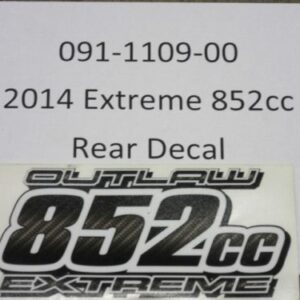 091-1109-00
2014 Extreme 852cc
Rear Decal
OUTLAW
852cc
EXTREME